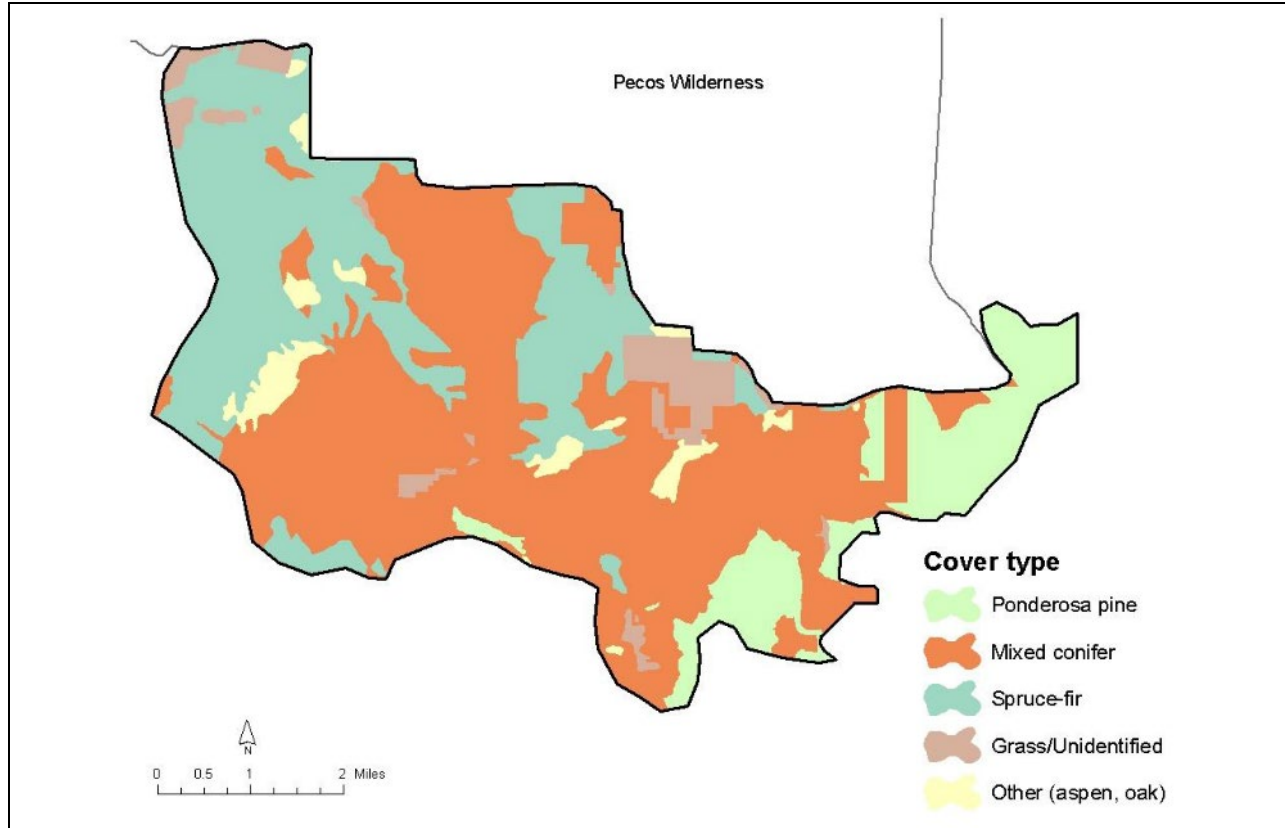 Pecos Wilderness
Cover type
Ponderosa pine
Mixed conifer
Spruce-fir
Grass/Unidentified
Other (aspen, oak)
N
0 0.5 1 2 Miles